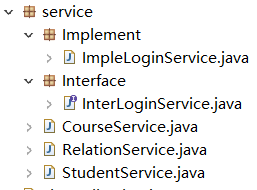 service
Implement
ImpleLoginService.java
Interface
InterLoginService.java
CourseService.java
RelationService.java
StudentService.java